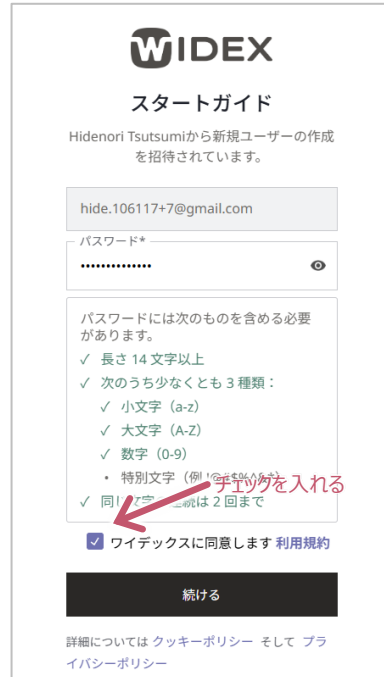 WIDEX
スタートガイド
Hidenori Tsutsumiから新規ユーザーの作成
を招待されています。
hide.106117+7@gmail.com
パスワード*
••••••••••••••
パスワードには次のものを含める必要
があります。
✓ 長さ 14 文字以上
✓ 次のうち少なくとも 3 種類：
✓ 小文字（a-z）
✓ 大文字（A-Z）
✓ 数字（0-9）
• 特別文字（例 !@#$%^&*）
チェックを入れる
✓ 同じ文字の連続は 2 回まで
ワイデックスに同意します 利用規約
続ける
詳細については クッキーポリシー そして プラ
イバシーポリシー